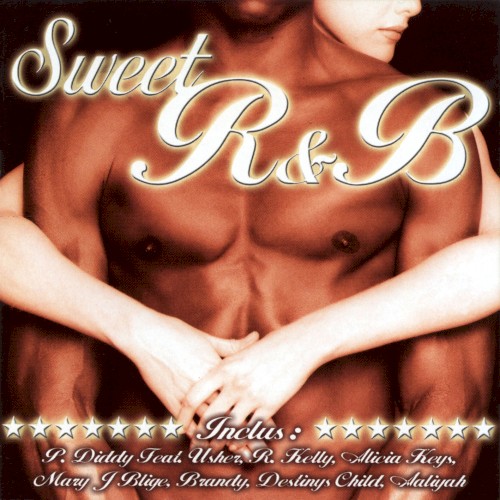 Sweet
R&B
Inclus :
P. Diddy Feat. Usher, R. Kelly, Alicia Keys,
Mary J Blige, Brandy, Destinys Child, Aaliyah